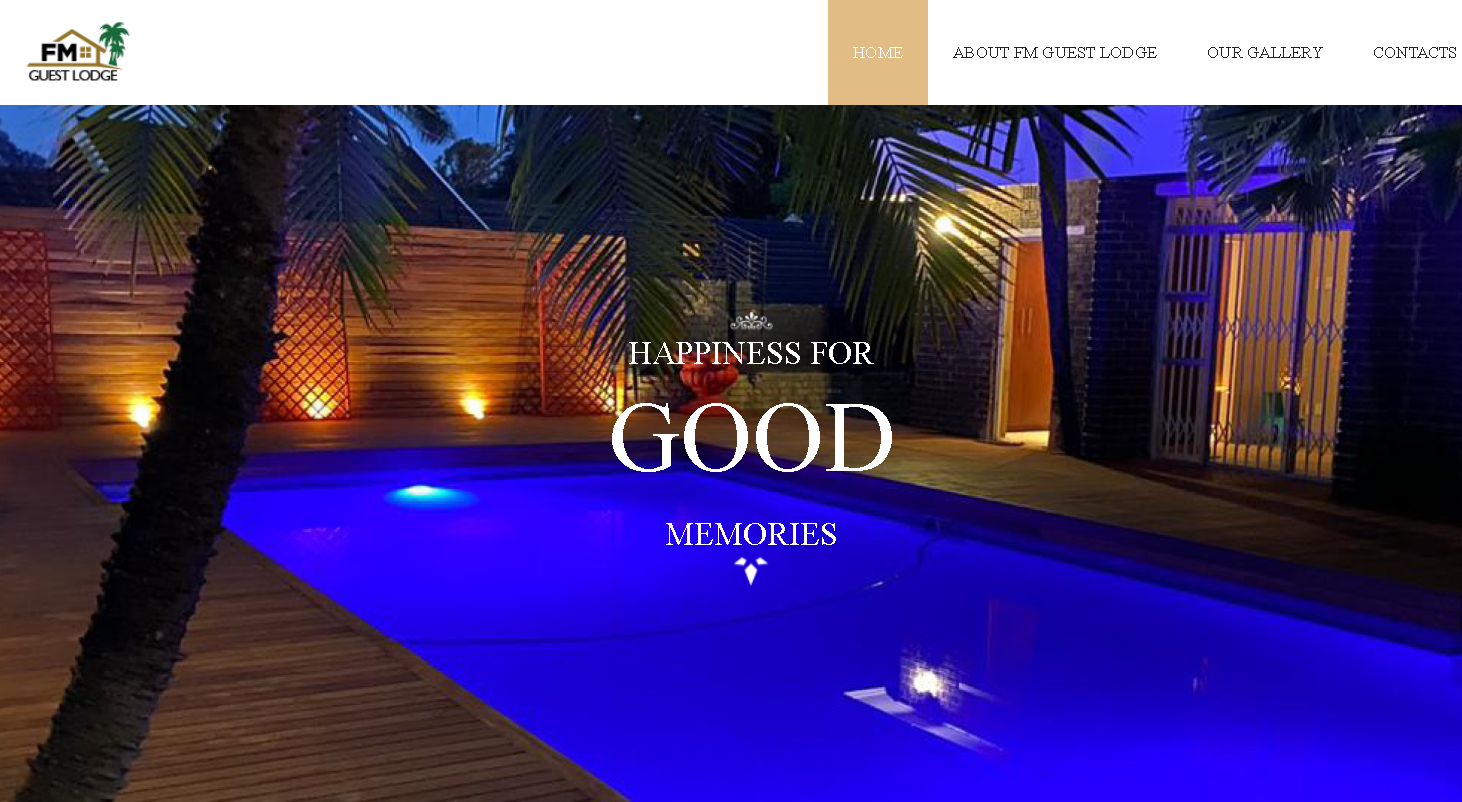 FM
GUEST LODGE
HOME
ABOUT FM GUEST LODGE
OUR GALLERY
CONTACTS
HAPPINESS FOR
GOOD
MEMORIES